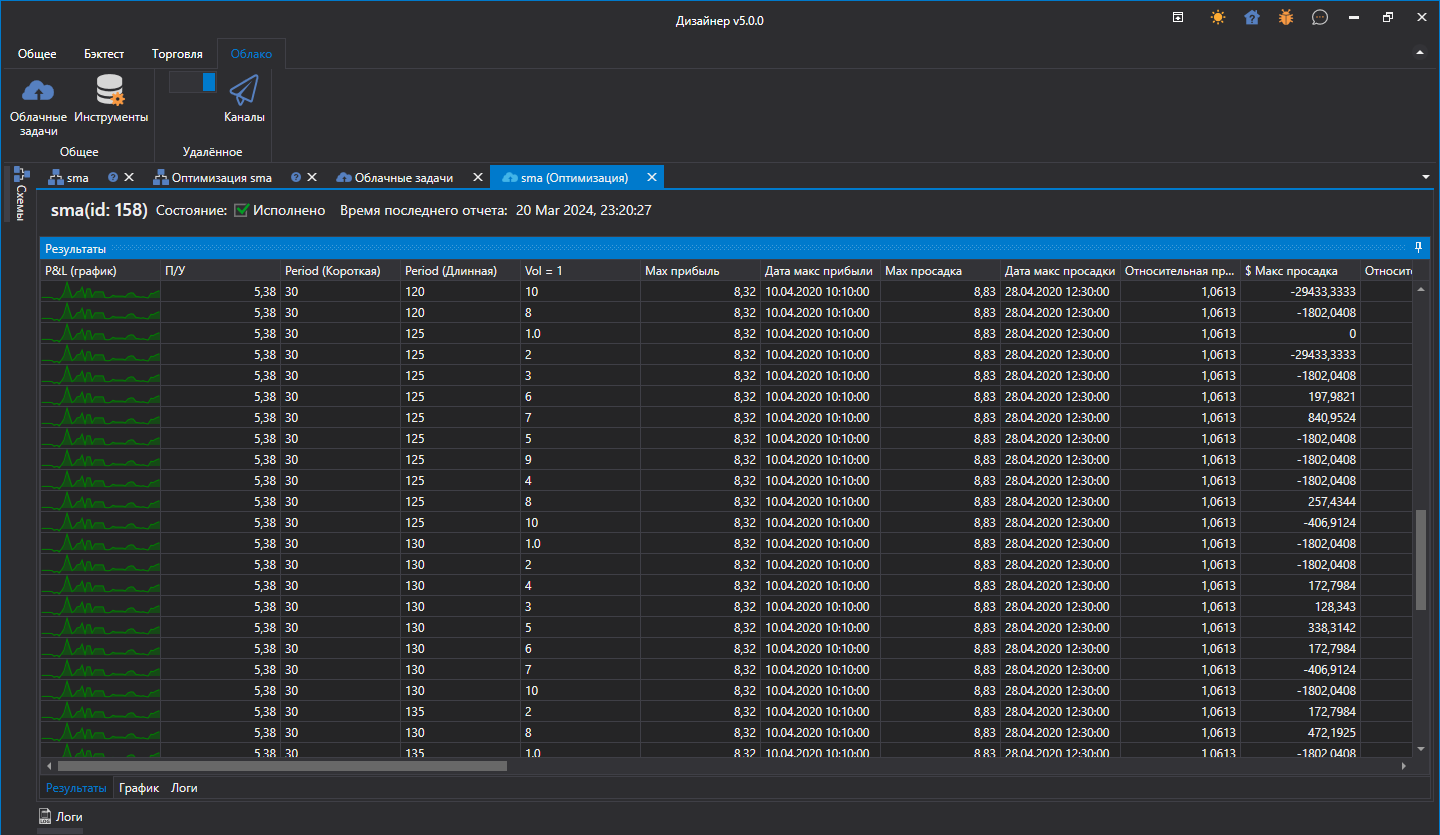 Дизайнер v5.0.0
Общее Бэктест Торговля Облако
Облачные задачи Инструменты Каналы
Общее Удалённое
Схемы
sma Оптимизация sma Облачные задачи sma (Оптимизация)
sma(id: 158) Состояние: Исполнено Время последнего отчета: 20 Mar 2024, 23:20:27
Результаты
P&L (график) П/У Period (Короткая) Period (Длинная) Vol = 1 Max прибыль Дата макс прибыли Max просадка Дата макс просадки Относительная пр... $ Макс просадка Относите
5,38 30 120 10 8,32 10.04.2020 10:10:00 8,83 28.04.2020 12:30:00 1,0613 -29433,3333
5,38 30 120 8 8,32 10.04.2020 10:10:00 8,83 28.04.2020 12:30:00 1,0613 -1802,0408
5,38 30 125 1.0 8,32 10.04.2020 10:10:00 8,83 28.04.2020 12:30:00 1,0613 0
5,38 30 125 2 8,32 10.04.2020 10:10:00 8,83 28.04.2020 12:30:00 1,0613 -29433,3333
5,38 30 125 3 8,32 10.04.2020 10:10:00 8,83 28.04.2020 12:30:00 1,0613 -1802,0408
5,38 30 125 6 8,32 10.04.2020 10:10:00 8,83 28.04.2020 12:30:00 1,0613 197,9821
5,38 30 125 7 8,32 10.04.2020 10:10:00 8,83 28.04.2020 12:30:00 1,0613 840,9524
5,38 30 125 5 8,32 10.04.2020 10:10:00 8,83 28.04.2020 12:30:00 1,0613 -1802,0408
5,38 30 125 9 8,32 10.04.2020 10:10:00 8,83 28.04.2020 12:30:00 1,0613 -1802,0408
5,38 30 125 4 8,32 10.04.2020 10:10:00 8,83 28.04.2020 12:30:00 1,0613 -1802,0408
5,38 30 125 8 8,32 10.04.2020 10:10:00 8,83 28.04.2020 12:30:00 1,0613 257,4344
5,38 30 125 10 8,32 10.04.2020 10:10:00 8,83 28.04.2020 12:30:00 1,0613 -406,9124
5,38 30 130 1.0 8,32 10.04.2020 10:10:00 8,83 28.04.2020 12:30:00 1,0613 -1802,0408
5,38 30 130 2 8,32 10.04.2020 10:10:00 8,83 28.04.2020 12:30:00 1,0613 -1802,0408
5,38 30 130 4 8,32 10.04.2020 10:10:00 8,83 28.04.2020 12:30:00 1,0613 172,7984
5,38 30 130 3 8,32 10.04.2020 10:10:00 8,83 28.04.2020 12:30:00 1,0613 128,343
5,38 30 130 5 8,32 10.04.2020 10:10:00 8,83 28.04.2020 12:30:00 1,0613 338,3142
5,38 30 130 6 8,32 10.04.2020 10:10:00 8,83 28.04.2020 12:30:00 1,0613 172,7984
5,38 30 130 7 8,32 10.04.2020 10:10:00 8,83 28.04.2020 12:30:00 1,0613 -406,9124
5,38 30 130 10 8,32 10.04.2020 10:10:00 8,83 28.04.2020 12:30:00 1,0613 -1802,0408
5,38 30 135 2 8,32 10.04.2020 10:10:00 8,83 28.04.2020 12:30:00 1,0613 172,7984
5,38 30 130 8 8,32 10.04.2020 10:10:00 8,83 28.04.2020 12:30:00 1,0613 472,1925
5,38 30 135 1.0 8,32 10.04.2020 10:10:00 8,83 28.04.2020 12:30:00 1,0613 -1802,0408
Результаты График Логи
Логи